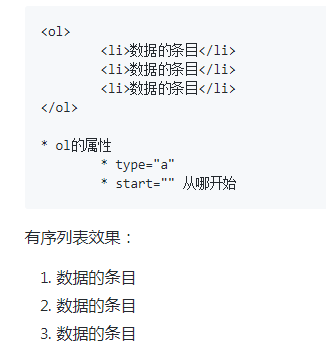 <ol>
<li>数据的条目</li>
<li>数据的条目</li>
<li>数据的条目</li>
</ol>
* ol的属性
* type="a"
* start="" 从哪开始
有序列表效果：
1. 数据的条目
2. 数据的条目
3. 数据的条目